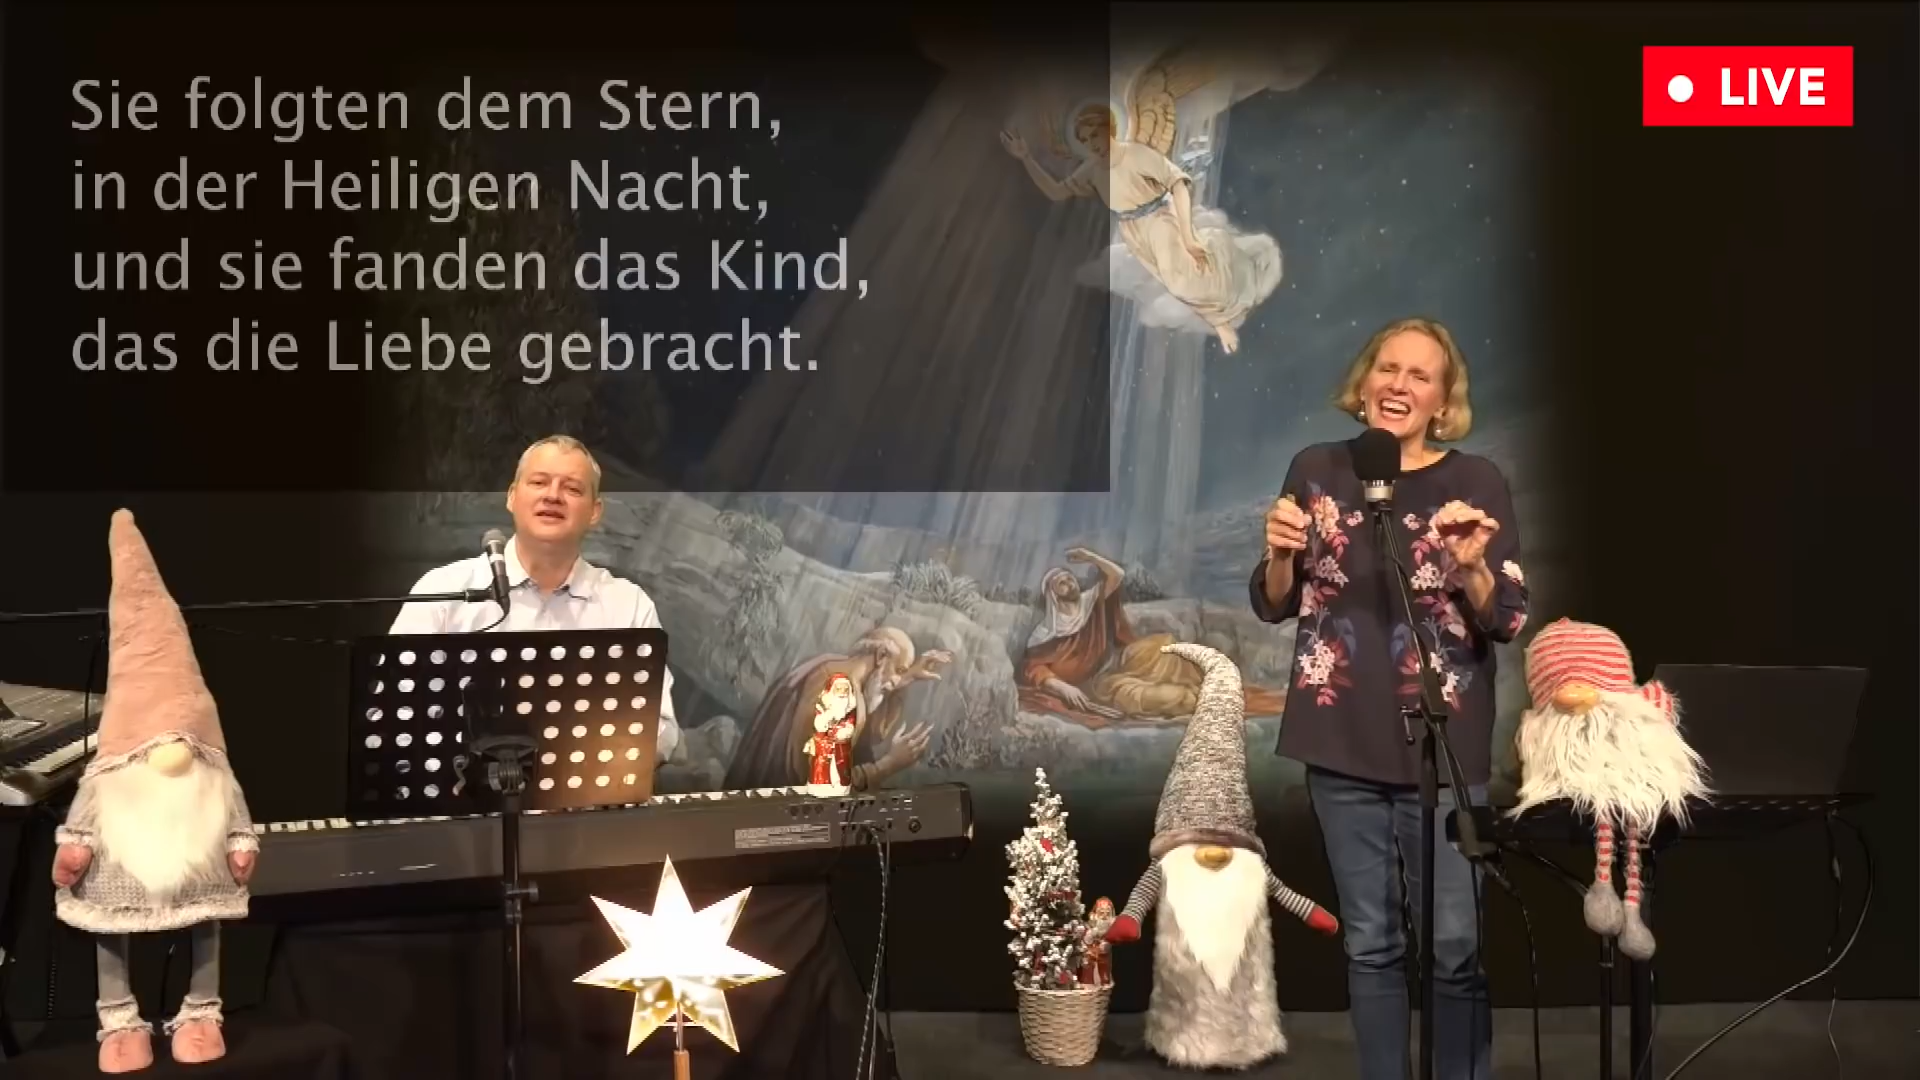 Sie folgten dem Stern,
in der Heiligen Nacht,
und sie fanden das Kind,
das die Liebe gebracht.
LIVE